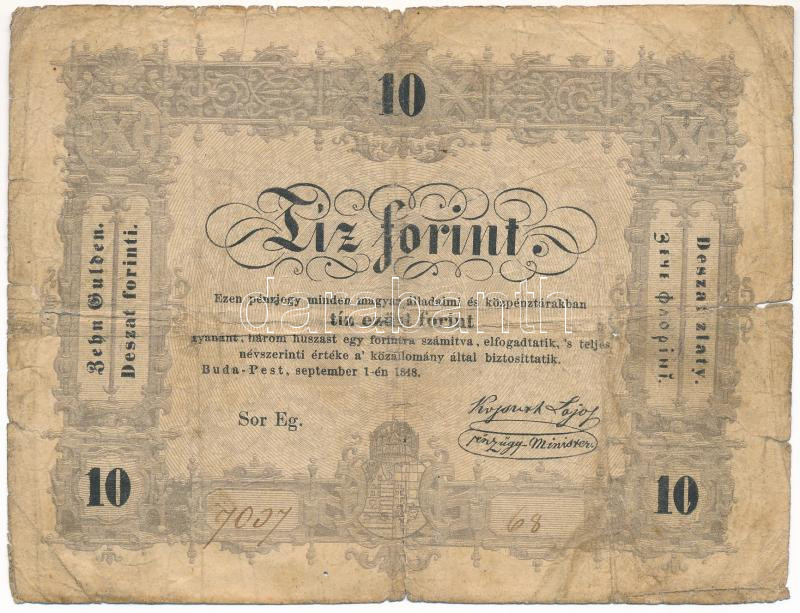 10
Tiz forint.
Zehn Gulden.
Deszat forinti.
Deszat zlaty.
Ezen pénzjegy minden magyar álladalmi és közpénztárakban
tíz ezüst forint
gyanánt, három huszast egy forintra számitva, elfogadtatik, 's teljes
névszerinti értéke a' közállomány által biztosittatik.
Buda-Pest, september 1-én 1848.
Sor Eg.
Kossuth Lajos
pénzügy-Minister.
10
10
68
darabanth